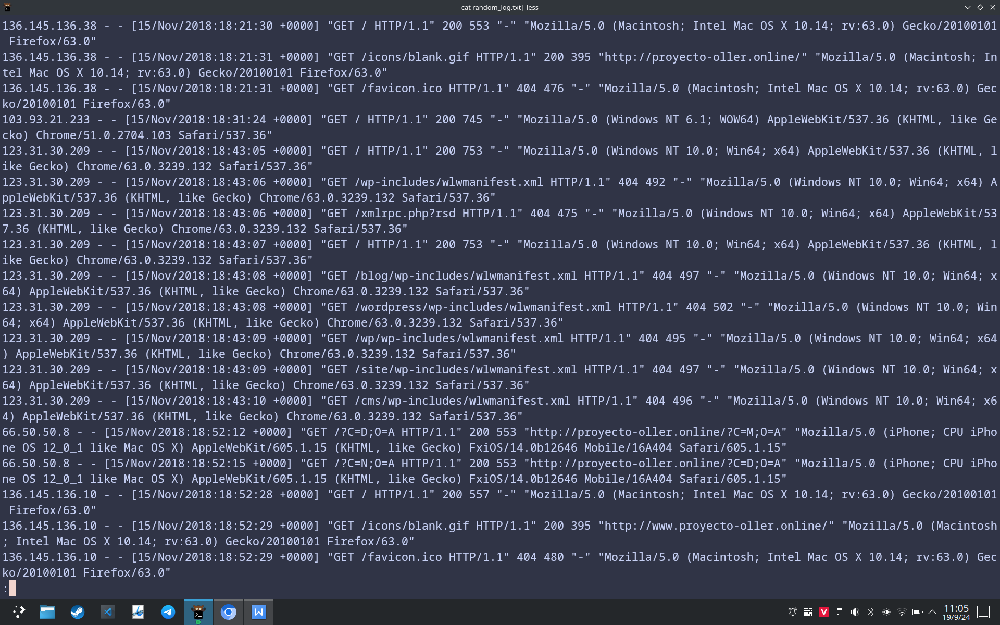 cat random_log.txt| less
136.145.136.38 - - [15/Nov/2018:18:21:30 +0000] "GET / HTTP/1.1" 200 553 "-" "Mozilla/5.0 (Macintosh; Intel Mac OS X 10.14; rv:63.0) Gecko/20100101
 Firefox/63.0"
136.145.136.38 - - [15/Nov/2018:18:21:31 +0000] "GET /icons/blank.gif HTTP/1.1" 200 395 "http://proyecto-oller.online/" "Mozilla/5.0 (Macintosh; In
tel Mac OS X 10.14; rv:63.0) Gecko/20100101 Firefox/63.0"
136.145.136.38 - - [15/Nov/2018:18:21:31 +0000] "GET /favicon.ico HTTP/1.1" 404 476 "-" "Mozilla/5.0 (Macintosh; Intel Mac OS X 10.14; rv:63.0) Gec
ko/20100101 Firefox/63.0"
103.93.21.233 - - [15/Nov/2018:18:31:24 +0000] "GET / HTTP/1.1" 200 745 "-" "Mozilla/5.0 (Windows NT 6.1; WOW64) AppleWebKit/537.36 (KHTML, like Ge
cko) Chrome/51.0.2704.103 Safari/537.36"
123.31.30.209 - - [15/Nov/2018:18:43:05 +0000] "GET / HTTP/1.1" 200 753 "-" "Mozilla/5.0 (Windows NT 10.0; Win64; x64) AppleWebKit/537.36 (KHTML, l
ike Gecko) Chrome/63.0.3239.132 Safari/537.36"
123.31.30.209 - - [15/Nov/2018:18:43:06 +0000] "GET /wp-includes/wlwmanifest.xml HTTP/1.1" 404 492 "-" "Mozilla/5.0 (Windows NT 10.0; Win64; x64) A
ppleWebKit/537.36 (KHTML, like Gecko) Chrome/63.0.3239.132 Safari/537.36"
123.31.30.209 - - [15/Nov/2018:18:43:06 +0000] "GET /xmlrpc.php?rsd HTTP/1.1" 404 475 "-" "Mozilla/5.0 (Windows NT 10.0; Win64; x64) AppleWebKit/53
7.36 (KHTML, like Gecko) Chrome/63.0.3239.132 Safari/537.36"
123.31.30.209 - - [15/Nov/2018:18:43:07 +0000] "GET / HTTP/1.1" 200 753 "-" "Mozilla/5.0 (Windows NT 10.0; Win64; x64) AppleWebKit/537.36 (KHTML, l
ike Gecko) Chrome/63.0.3239.132 Safari/537.36"
123.31.30.209 - - [15/Nov/2018:18:43:08 +0000] "GET /blog/wp-includes/wlwmanifest.xml HTTP/1.1" 404 497 "-" "Mozilla/5.0 (Windows NT 10.0; Win64; x
64) AppleWebKit/537.36 (KHTML, like Gecko) Chrome/63.0.3239.132 Safari/537.36"
123.31.30.209 - - [15/Nov/2018:18:43:08 +0000] "GET /wordpress/wp-includes/wlwmanifest.xml HTTP/1.1" 404 502 "-" "Mozilla/5.0 (Windows NT 10.0; Win
64; x64) AppleWebKit/537.36 (KHTML, like Gecko) Chrome/63.0.3239.132 Safari/537.36"
123.31.30.209 - - [15/Nov/2018:18:43:09 +0000] "GET /wp/wp-includes/wlwmanifest.xml HTTP/1.1" 404 495 "-" "Mozilla/5.0 (Windows NT 10.0; Win64; x64
) AppleWebKit/537.36 (KHTML, like Gecko) Chrome/63.0.3239.132 Safari/537.36"
123.31.30.209 - - [15/Nov/2018:18:43:09 +0000] "GET /site/wp-includes/wlwmanifest.xml HTTP/1.1" 404 497 "-" "Mozilla/5.0 (Windows NT 10.0; Win64; x
64) AppleWebKit/537.36 (KHTML, like Gecko) Chrome/63.0.3239.132 Safari/537.36"
123.31.30.209 - - [15/Nov/2018:18:43:10 +0000] "GET /cms/wp-includes/wlwmanifest.xml HTTP/1.1" 404 496 "-" "Mozilla/5.0 (Windows NT 10.0; Win64; x6
4) AppleWebKit/537.36 (KHTML, like Gecko) Chrome/63.0.3239.132 Safari/537.36"
66.50.50.8 - - [15/Nov/2018:18:52:12 +0000] "GET /?C=D;O=A HTTP/1.1" 200 553 "http://proyecto-oller.online/?C=M;O=A" "Mozilla/5.0 (iPhone; CPU iPho
ne OS 12_0_1 like Mac OS X) AppleWebKit/605.1.15 (KHTML, like Gecko) FxiOS/14.0b12646 Mobile/16A404 Safari/605.1.15"
66.50.50.8 - - [15/Nov/2018:18:52:15 +0000] "GET /?C=N;O=A HTTP/1.1" 200 553 "http://proyecto-oller.online/?C=D;O=A" "Mozilla/5.0 (iPhone; CPU iPho
ne OS 12_0_1 like Mac OS X) AppleWebKit/605.1.15 (KHTML, like Gecko) FxiOS/14.0b12646 Mobile/16A404 Safari/605.1.15"
136.145.136.10 - - [15/Nov/2018:18:52:28 +0000] "GET / HTTP/1.1" 200 557 "-" "Mozilla/5.0 (Macintosh; Intel Mac OS X 10.14; rv:63.0) Gecko/20100101
 Firefox/63.0"
136.145.136.10 - - [15/Nov/2018:18:52:29 +0000] "GET /icons/blank.gif HTTP/1.1" 200 395 "http://www.proyecto-oller.online/" "Mozilla/5.0 (Macintosh
; Intel Mac OS X 10.14; rv:63.0) Gecko/20100101 Firefox/63.0"
136.145.136.10 - - [15/Nov/2018:18:52:29 +0000] "GET /favicon.ico HTTP/1.1" 404 480 "-" "Mozilla/5.0 (Macintosh; Intel Mac OS X 10.14; rv:63.0) Gec
ko/20100101 Firefox/63.0"
:
W
V
11:05
19/9/24